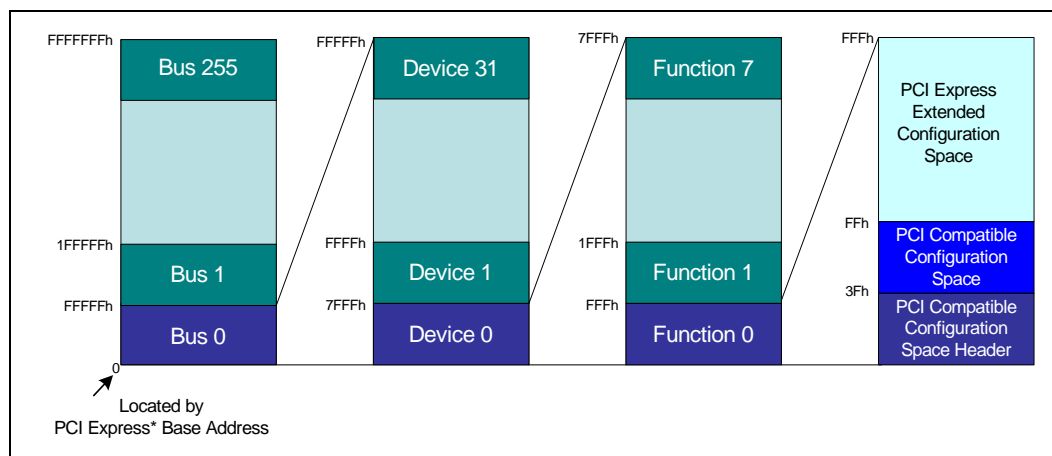 FFFFFFFh
Bus 255
1FFFFFh
Bus 1
FFFFFh
Bus 0
0
Located by
PCI Express* Base Address
FFFFFh
Device 31
FFFFh
Device 1
7FFFh
Device 0
7FFFh
Function 7
1FFFh
Function 1
FFFh
Function 0
FFFh
PCI Express
Extended
Configuration
Space
FFh
PCI Compatible
Configuration
Space
3Fh
PCI Compatible
Configuration
Space Header